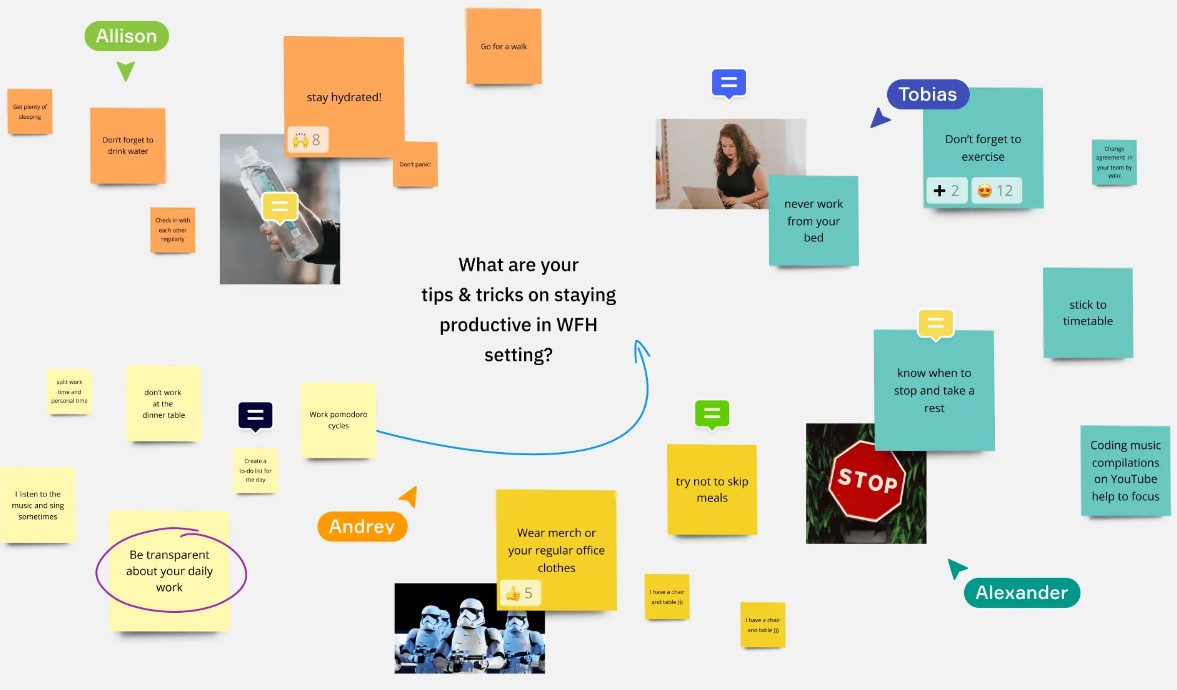 Allison
Go for a walk
stay hydrated!
🙌 8
Get plenty of
sleeping
Don't forget to
drink water
Don't panic!
Check in with
each other
regularly
Tobias
Don't forget to
exercise
+ 2
😍 12
Change
agreement in
your team by
WFH
never work
from your
bed
What are your
tips & tricks on staying
productive in WFH
setting?
stick to
timetable
know when to
stop and take a
rest
STOP
Coding music
compilations
on YouTube
help to focus
Alexander
split work
time and
personal time
don't work
at the
dinner table
Work pomodoro
cycles
Create a
to-do list for
the day
I listen to the
music and sing
sometimes
Be transparent
about your daily
work
Andrey
try not to skip
meals
Wear merch or
your regular office
clothes
👍 5
I have a chair
and table )))
I have a chair
and table )))